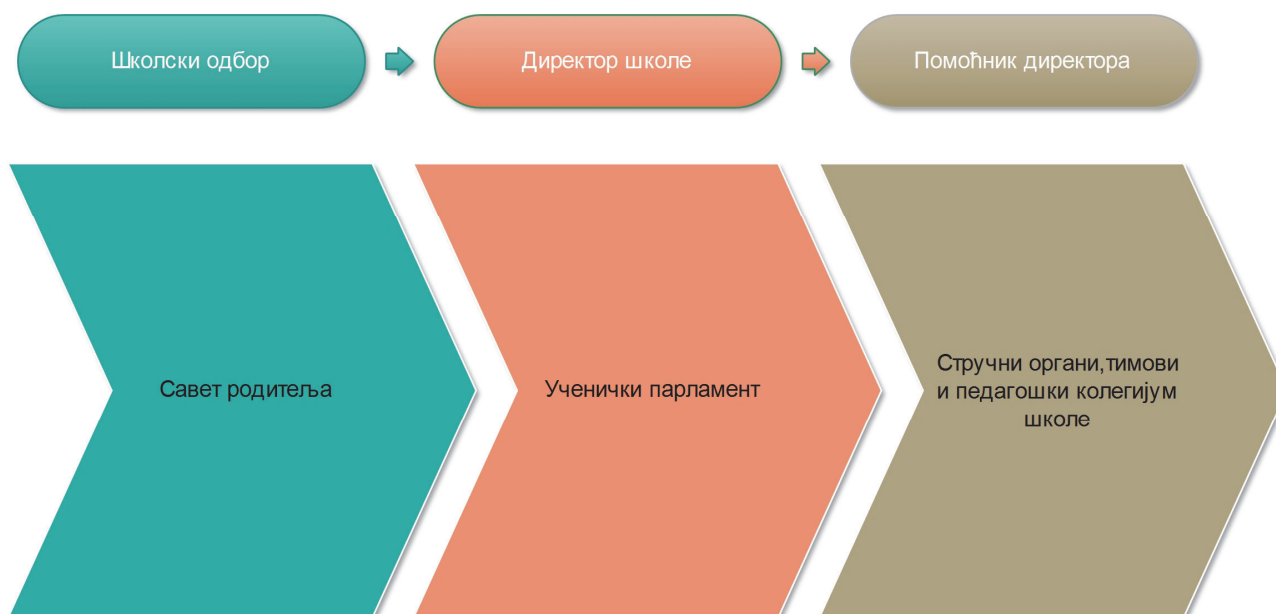 Школски одбор
Директор школе
Помоћник директора
Савет родитеља
Ученички парламент
Стручни органи,тимови
и педагошки колегијум
школе